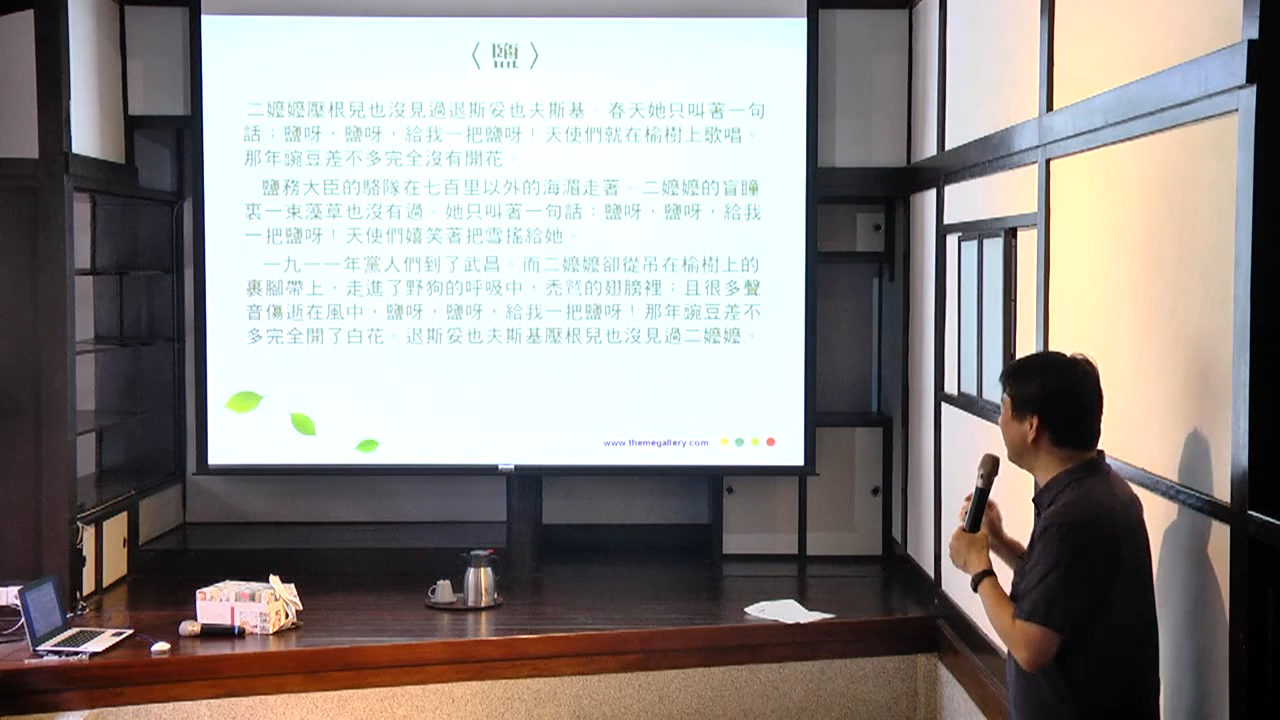 〈鹽〉
二嬤嬤壓根兒也沒見過退斯妥也夫斯基。春天她只叫著一句
話：鹽呀，鹽呀，給我一把鹽呀！天使們就在榆樹上歌唱。
那年豌豆差不多完全沒有開花。
鹽務大臣的駱隊在七百里以外的海湄走著。二嬤嬤的盲瞳
裏一束藻草也沒有過。她只叫著一句話：鹽呀，鹽呀，給我
一把鹽呀！天使們嬉笑著把雪搖給她。
一九一一年黨人們到了武昌。而二嬤嬤卻從吊在榆樹上的
裹腳帶上，走進了野狗的呼吸中，禿鷲的翅膀裡；且很多聲
音傷逝在風中，鹽呀，鹽呀，給我一把鹽呀！那年豌豆差不
多完全開了白花。退斯妥也夫斯基壓根兒也沒見過二嬤嬤。
www.themegallery.com